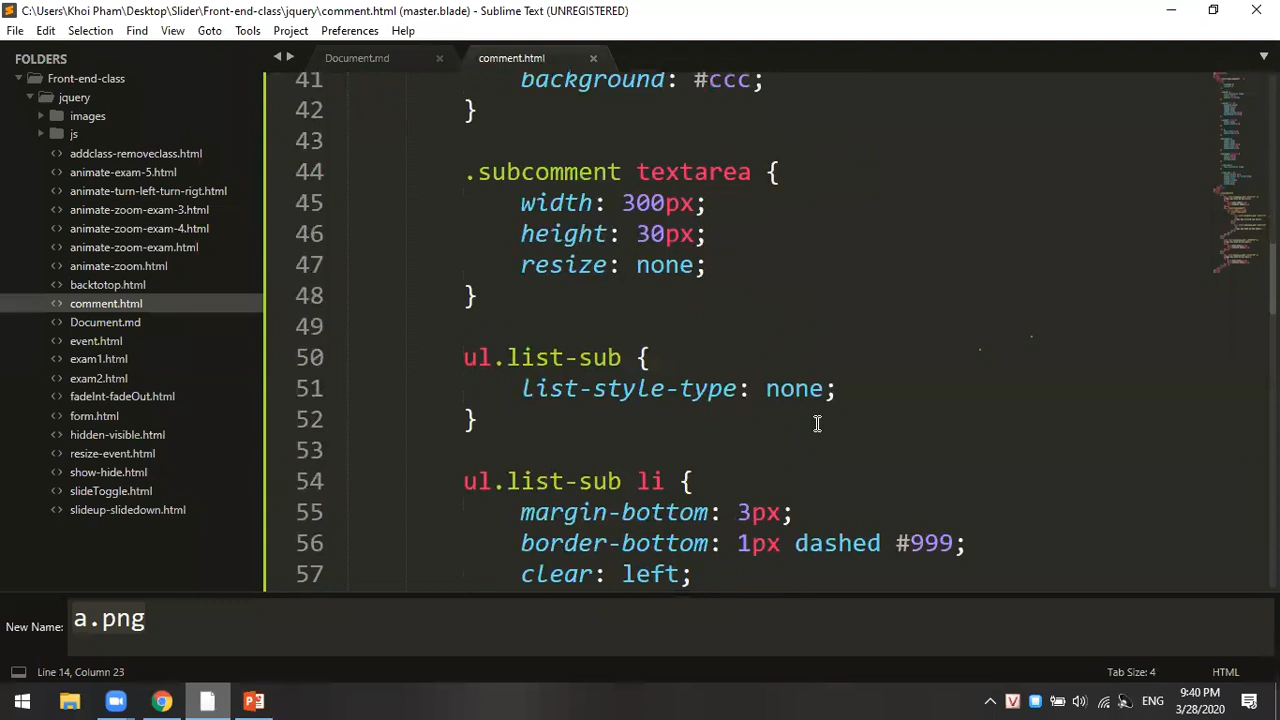 C:\Users\Khoi Pham\Desktop\Slider\Front-end-class\jquery\comment.html (master.blade) - Sublime Text (UNREGISTERED)
File Edit Selection Find View Goto Tools Project Preferences Help
FOLDERS
Front-end-class
jquery
images
js
addclass-removeclass.html
animate-exam-5.html
animate-turn-left-turn-rigt.html
animate-zoom-exam-3.html
animate-zoom-exam-4.html
animate-zoom-exam.html
animate-zoom.html
backtotop.html
comment.html
Document.md
event.html
exam1.html
exam2.html
fadeInt-fadeOut.html
form.html
hidden-visible.html
resize-event.html
show-hide.html
slideToggle.html
slideup-slidedown.html
Document.md comment.html
41 background: #ccc;
42 }
43
44 .subcomment textarea {
45 width: 300px;
46 height: 30px;
47 resize: none;
48 }
49
50 ul.list-sub {
51 list-style-type: none;
52 }
53
54 ul.list-sub li {
55 margin-bottom: 3px;
56 border-bottom: 1px dashed #999;
57 clear: left;
New Name: a.png
Line 14, Column 23 Tab Size: 4 HTML
ENG
9:40 PM
3/28/2020